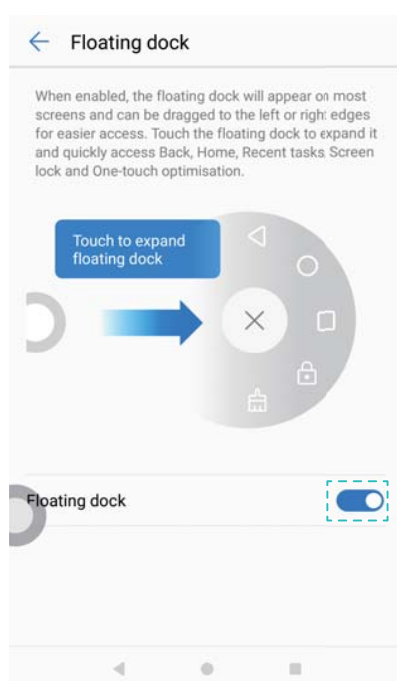 Floating dock
When enabled, the floating dock will appear on most
screens and can be dragged to the left or right edges
for easier access. Touch the floating dock to expand it
and quickly access Back, Home, Recent tasks Screen
lock and One-touch optimisation.
Touch to expand
floating dock
Floating dock